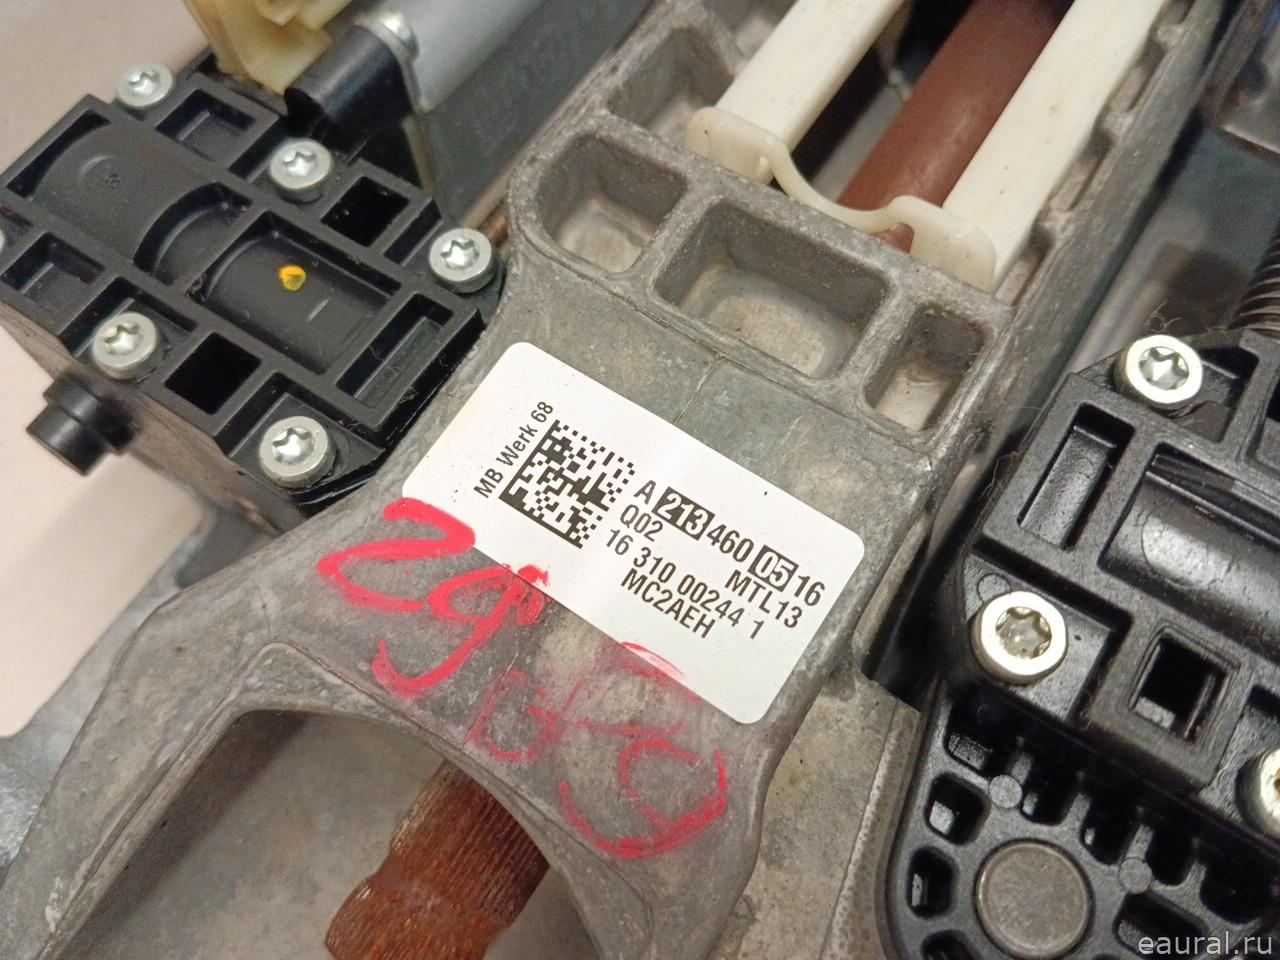 MB Werk 68
A 213 460 05 16
Q02 MTL13
16 310 00244 1
MC2AEH
eaural.ru